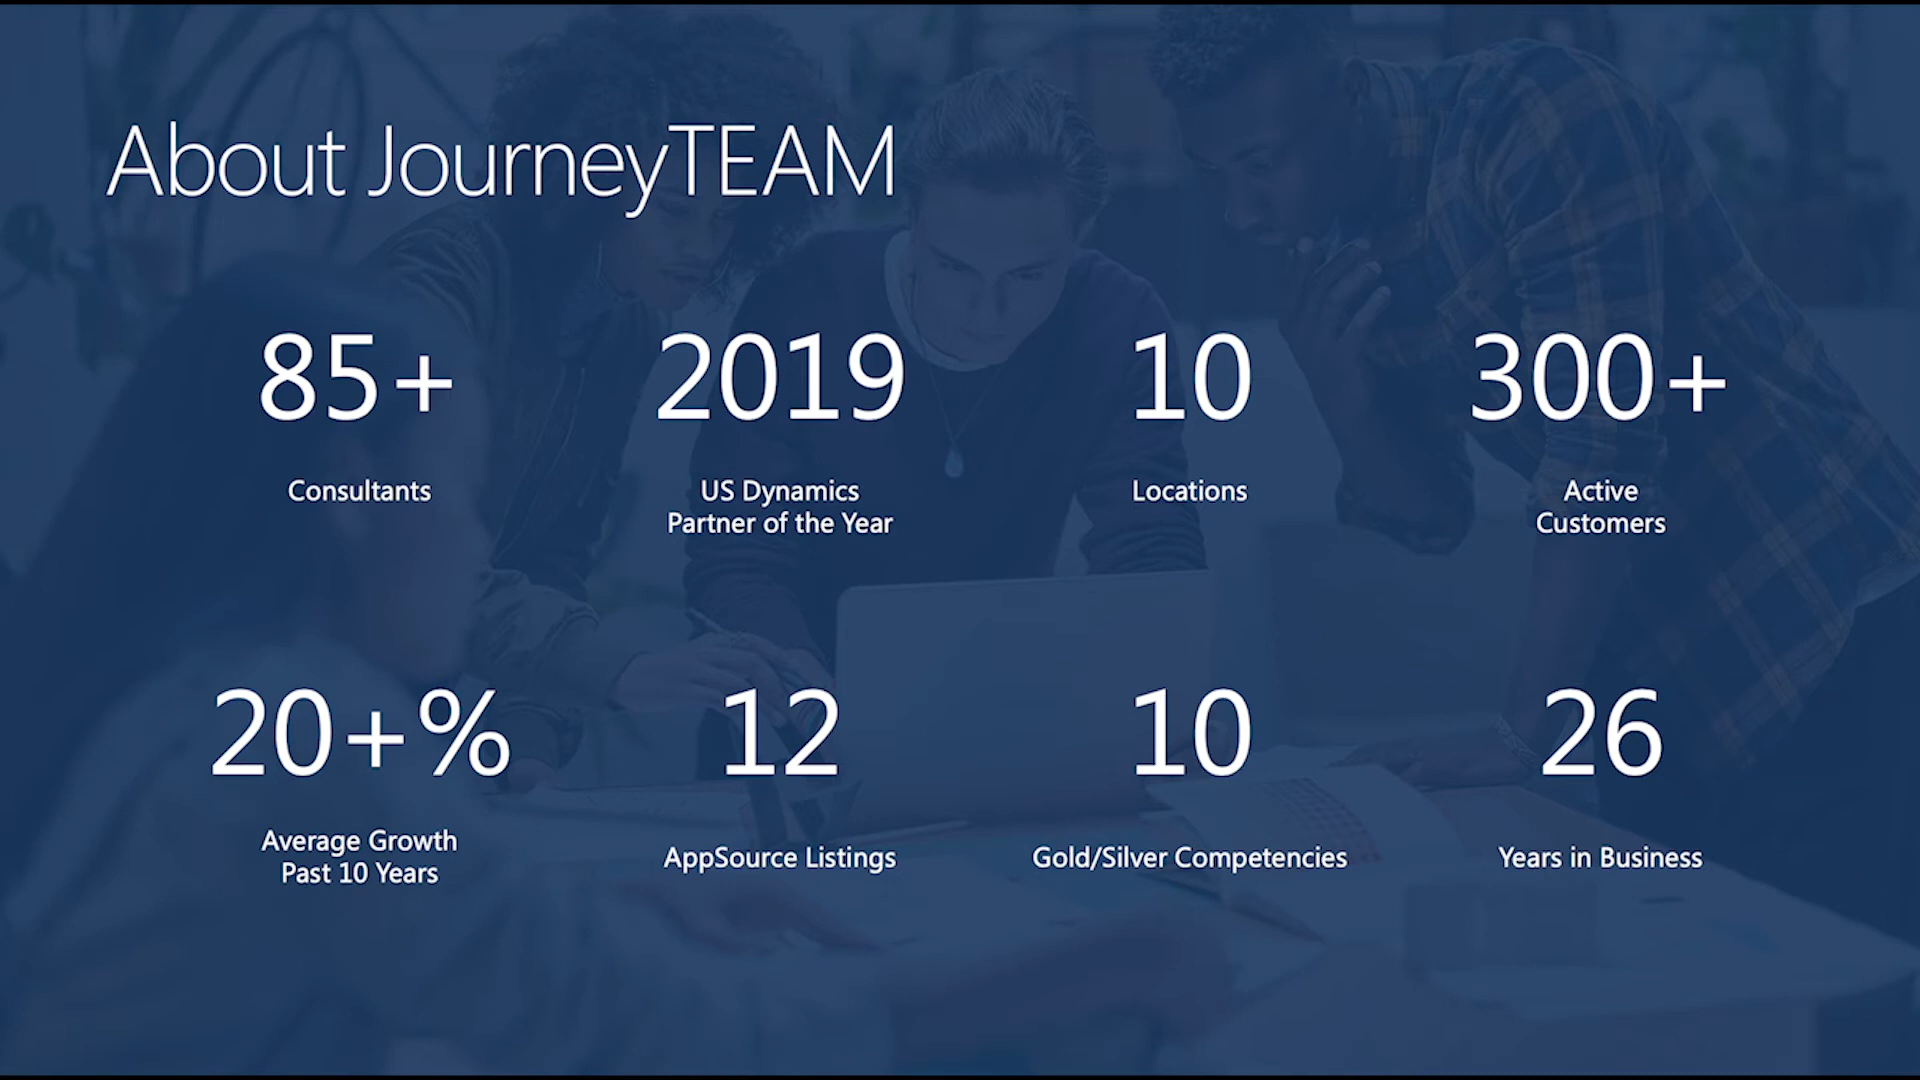 About JourneyTEAM
85+
Consultants
2019
US Dynamics
Partner of the Year
10
Locations
300+
Active
Customers
20+%
Average Growth
Past 10 Years
12
AppSource Listings
10
Gold/Silver Competencies
26
Years in Business